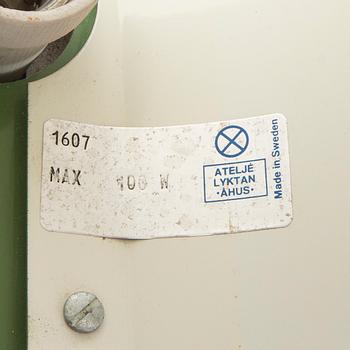 1607
MAX 100 W
ATELJÉ
LYKTAN
·ÅHUS·
Made in Sweden